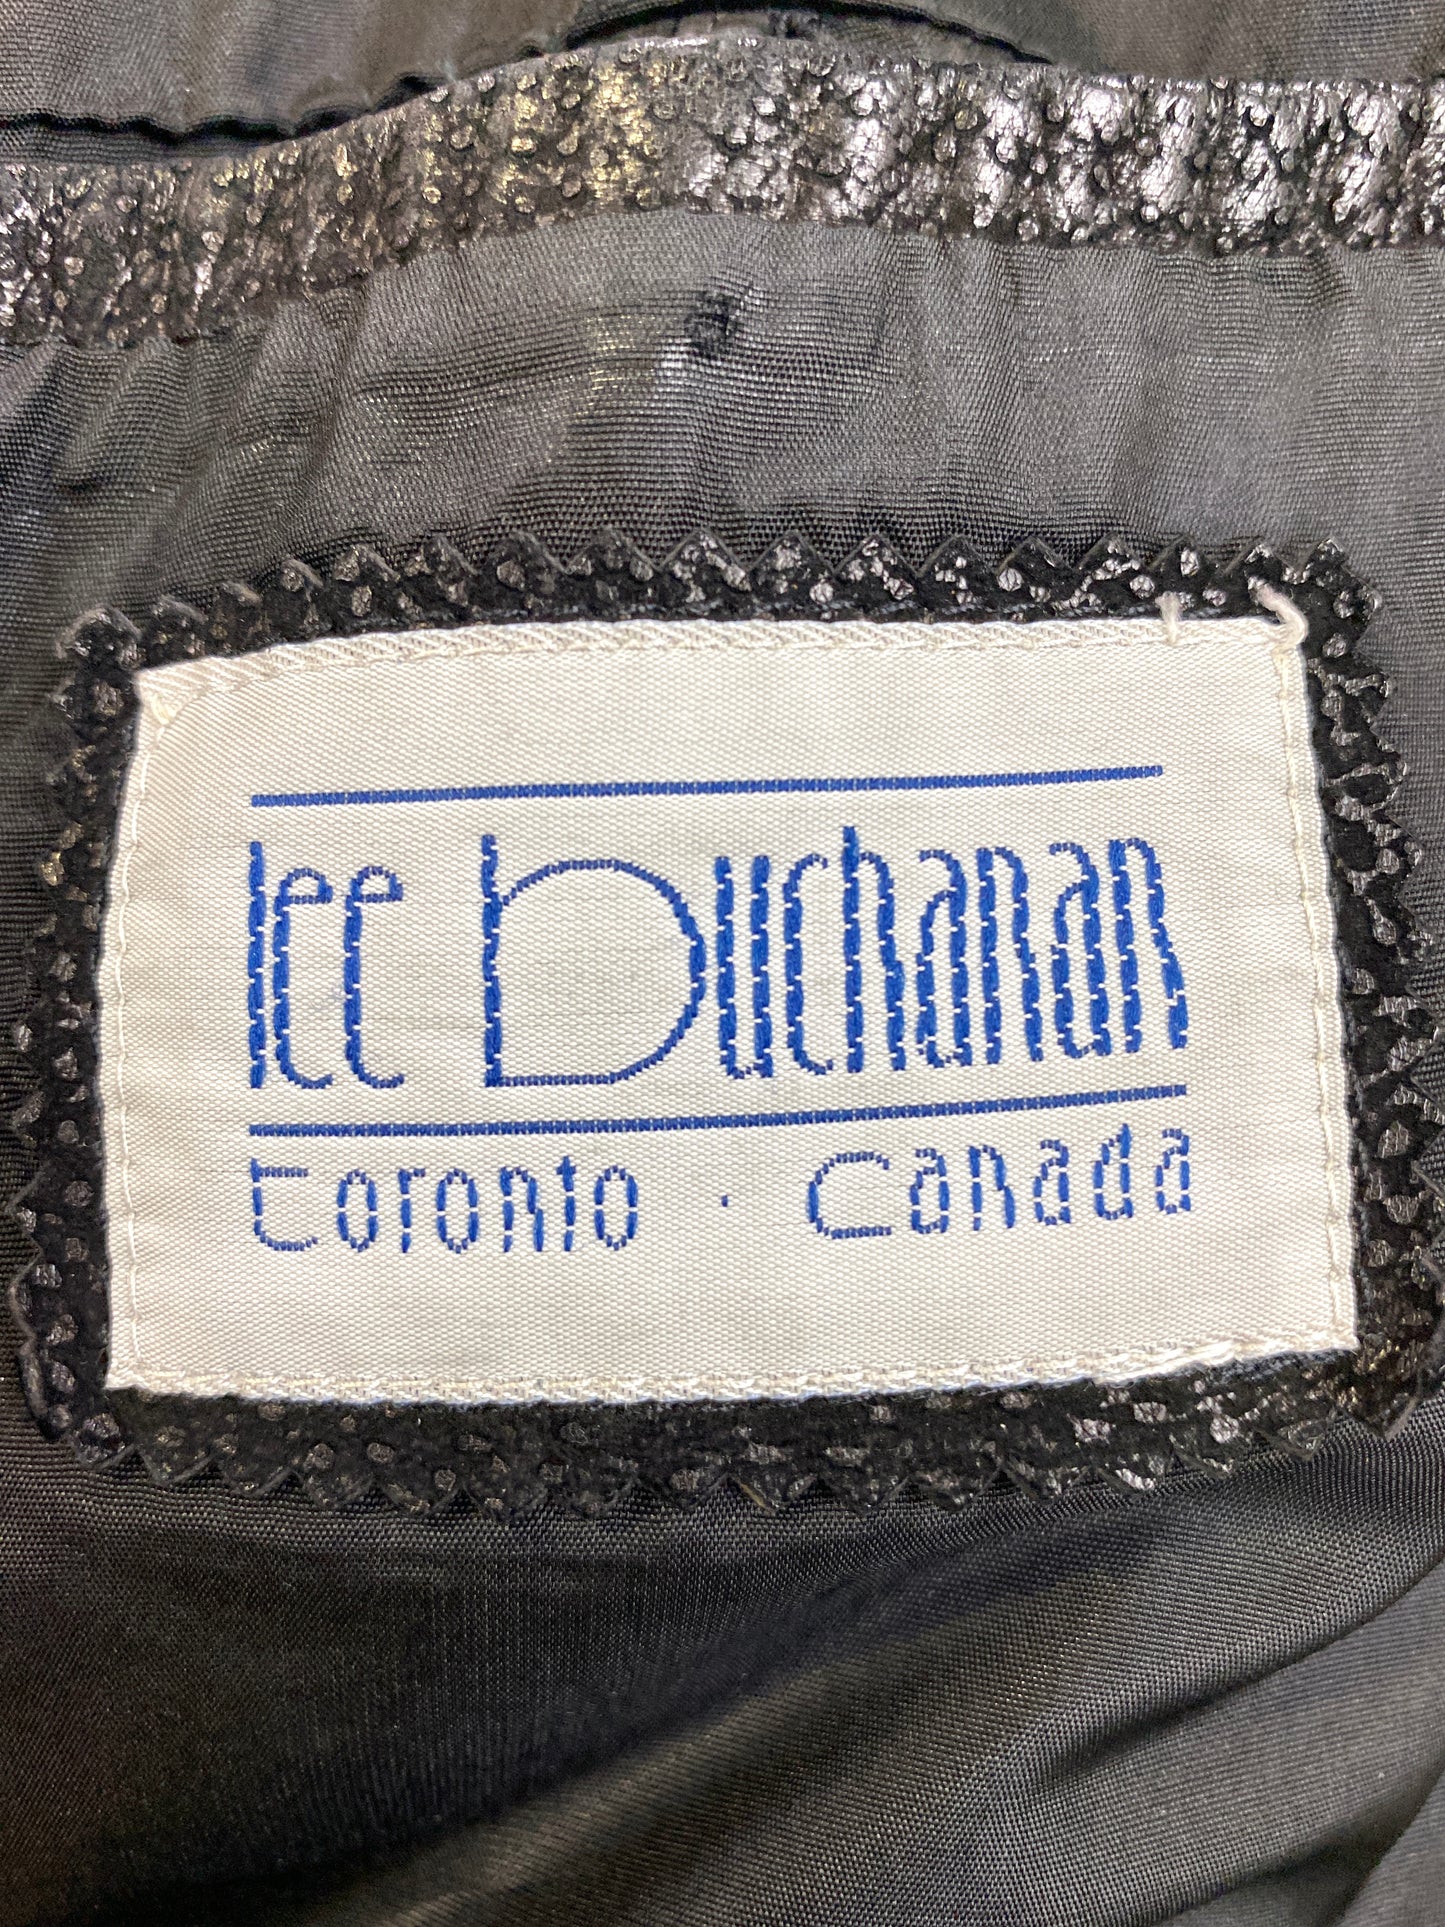 lee buchanan
toronto · canada